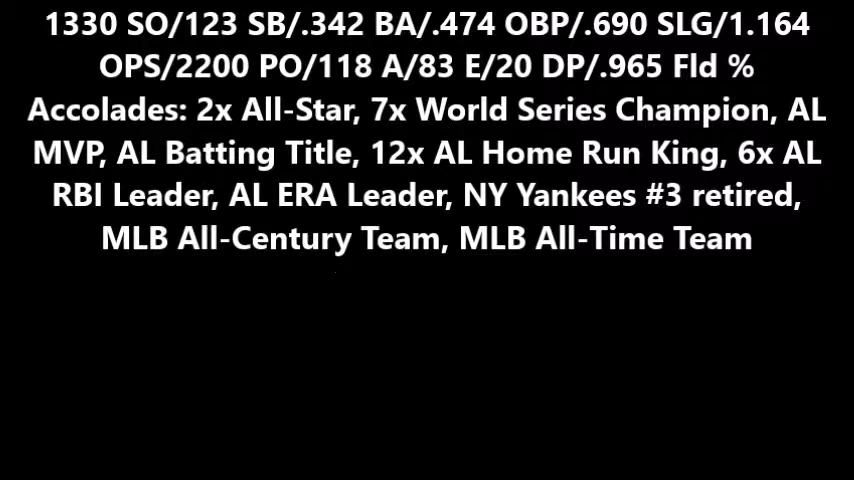 1330 SO/123 SB/.342 BA/.474 OBP/.690 SLG/1.164
OPS/2200 PO/118 A/83 E/20 DP/.965 Fld %
Accolades: 2x All-Star, 7x World Series Champion, AL
MVP, AL Batting Title, 12x AL Home Run King, 6x AL
RBI Leader, AL ERA Leader, NY Yankees #3 retired,
MLB All-Century Team, MLB All-Time Team